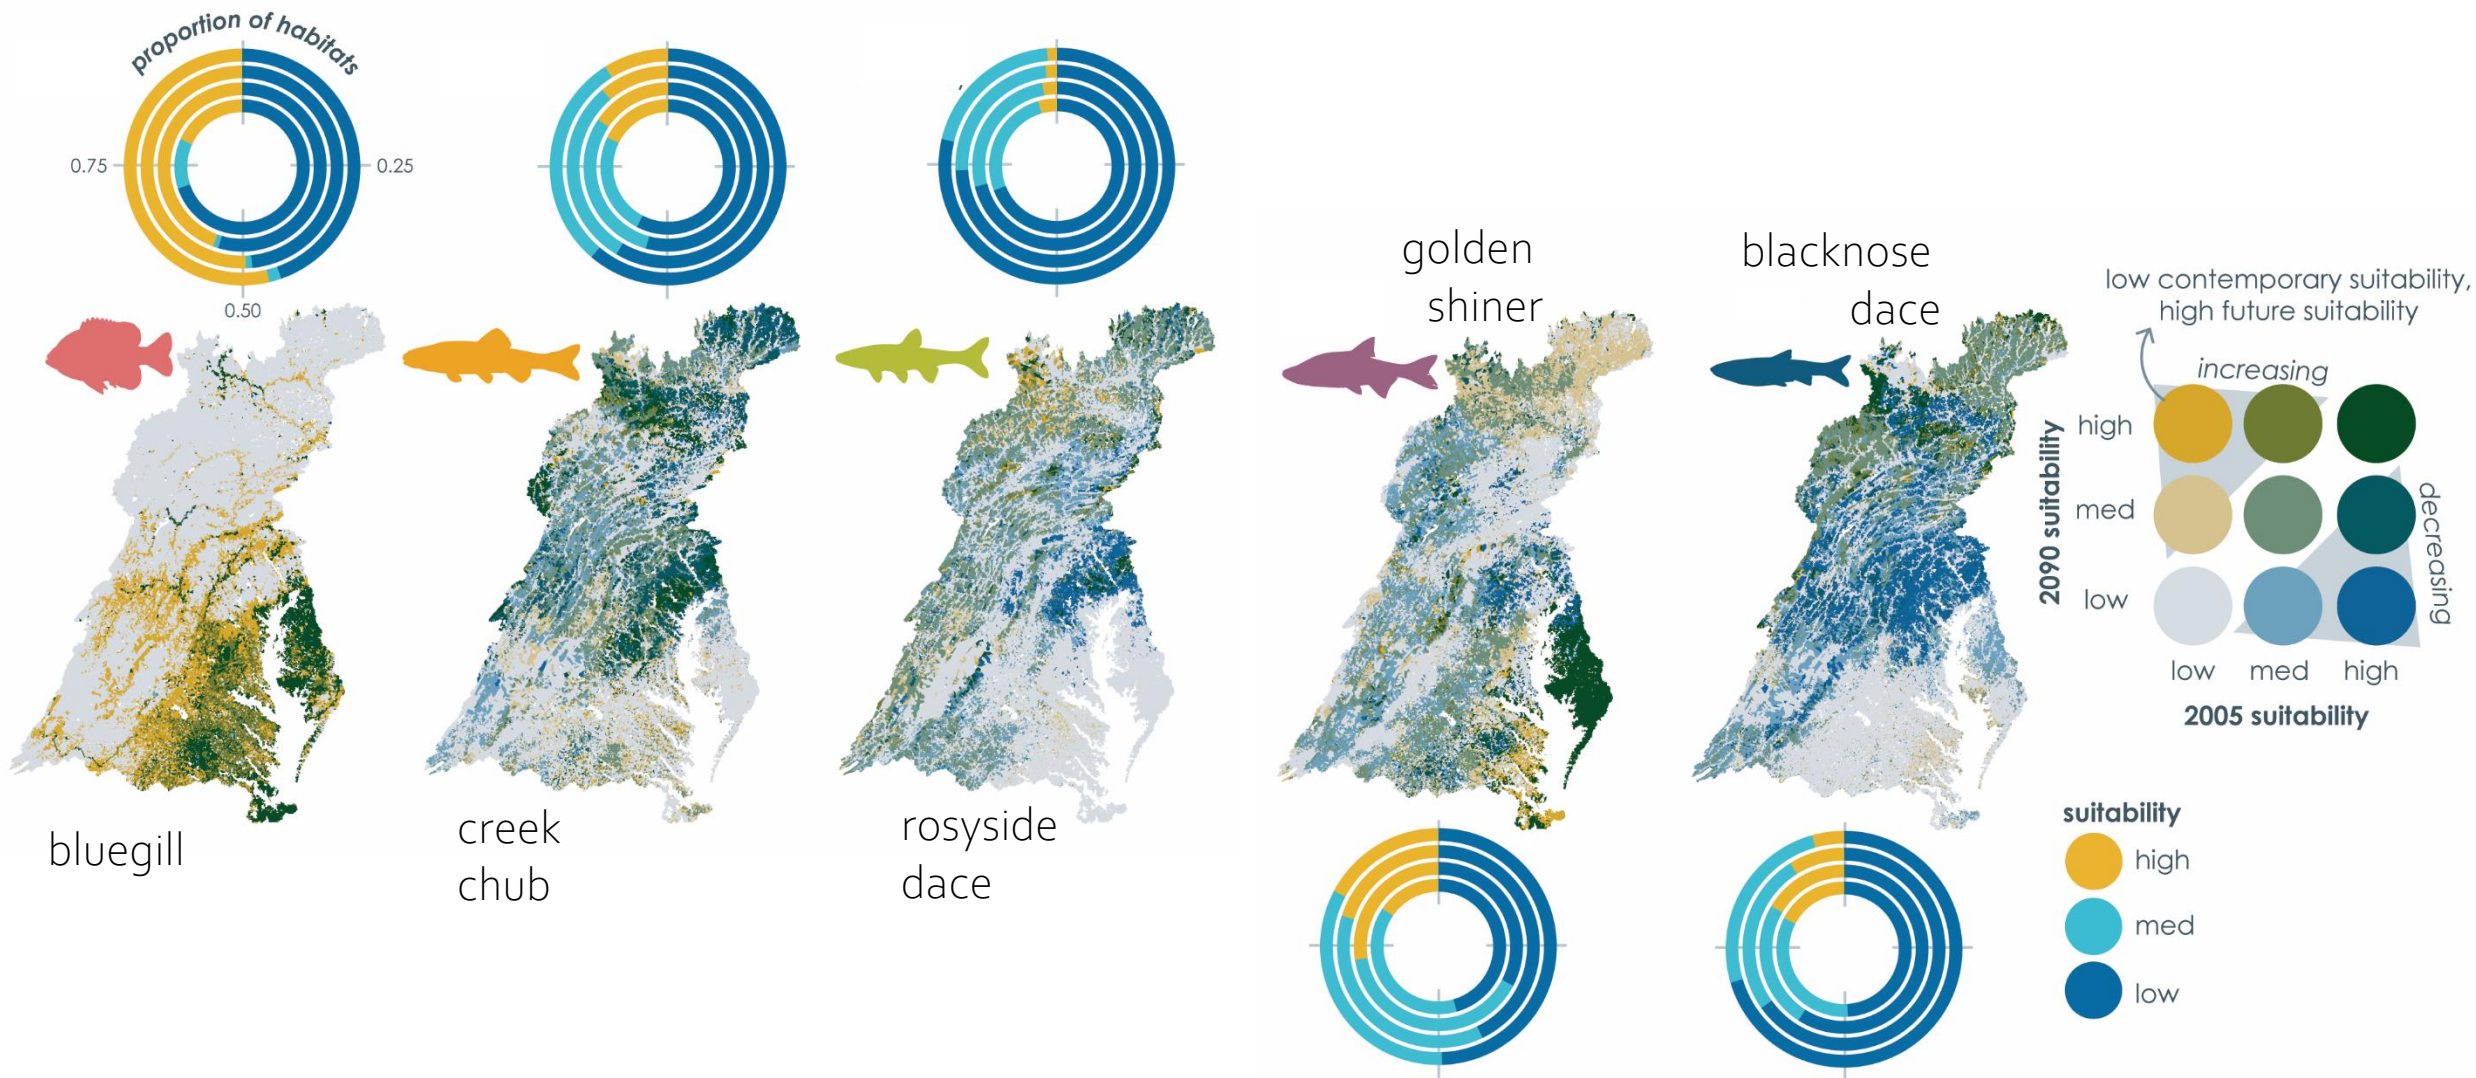 proportion of habitats
0.75
0.25
0.50
bluegill
creek
chub
rosyside
dace
golden
shiner
blacknose
dace
low contemporary suitability,
high future suitability
increasing
decreasing
2090 suitability
high
med
low
low
med
high
2005 suitability
suitability
high
med
low